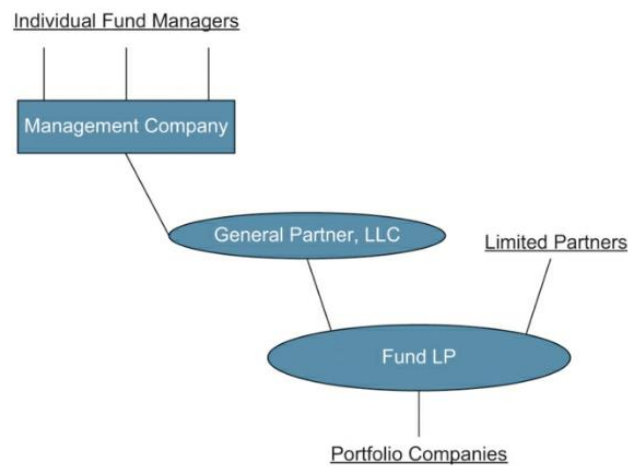 Individual Fund Managers
Management Company
General Partner, LLC
Limited Partners
Fund LP
Portfolio Companies